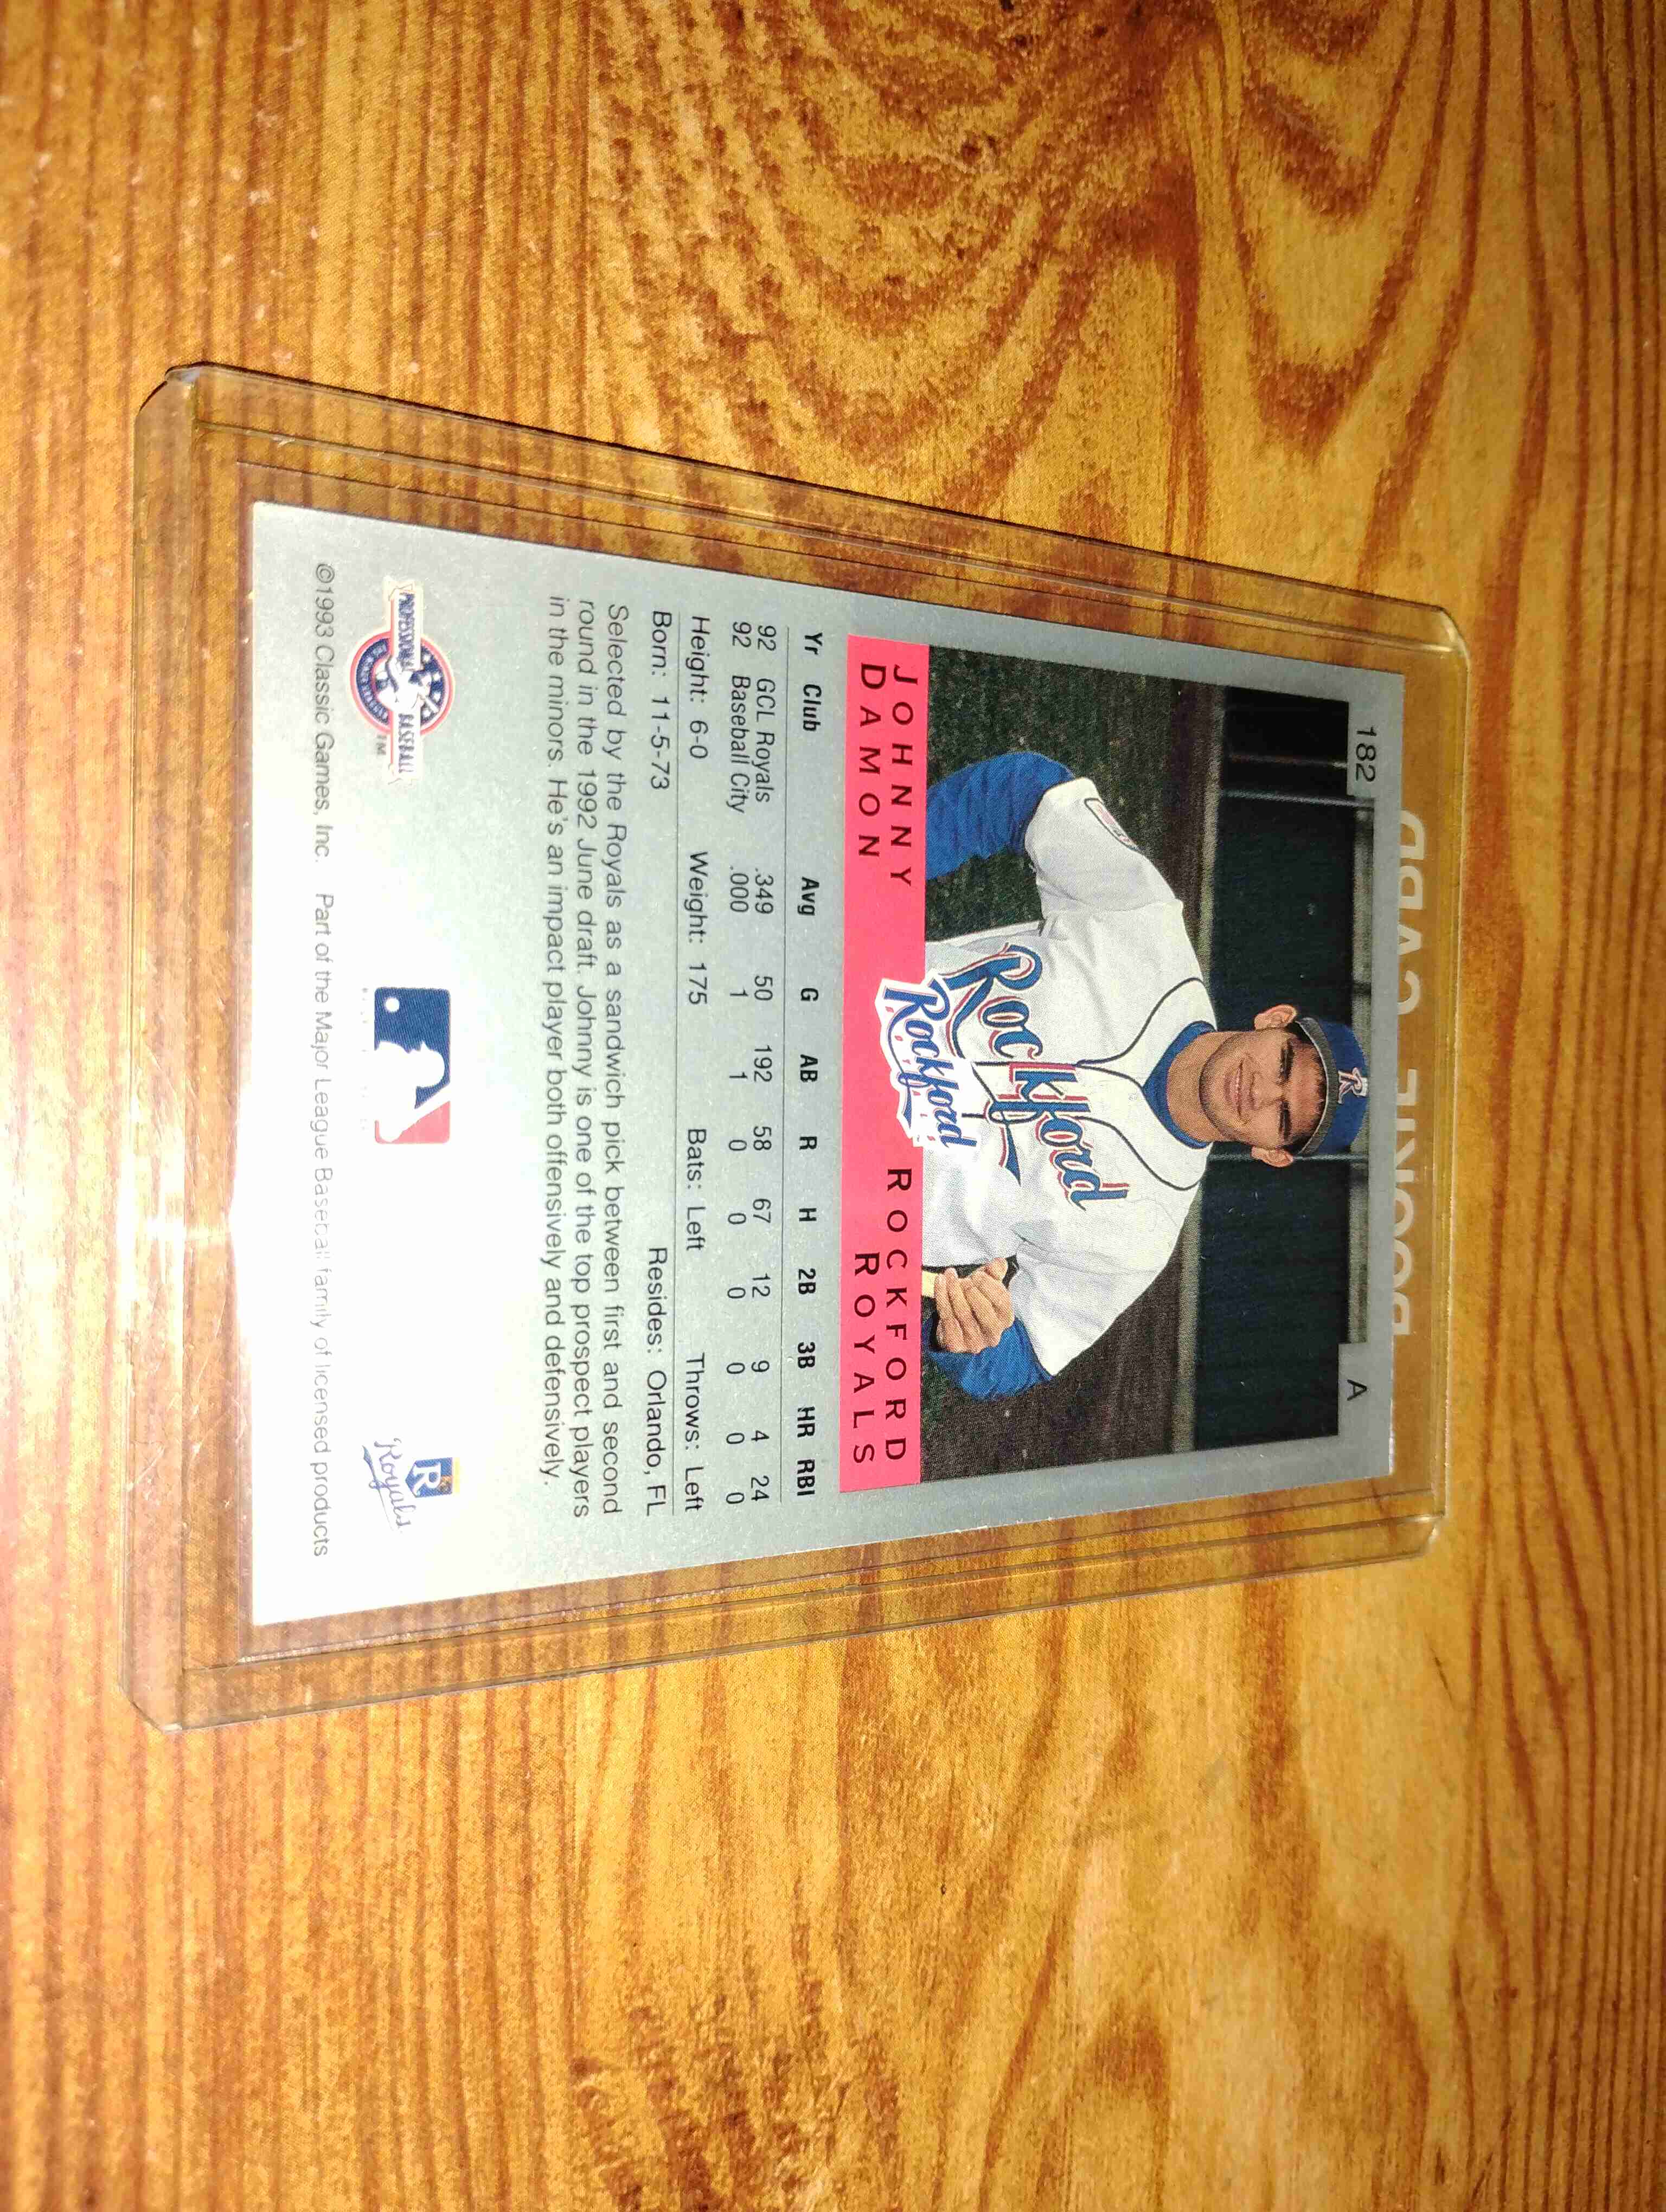 ROOKIE CARD
182
A
R
Rockford
Rockford
JOHNNY DAMON
ROCKFORD ROYALS
Yr Club Avg G AB R H 2B 3B HR RBI
92 GCL Royals .349 50 192 58 67 12 9 4 24
92 Baseball City .000 1 1 0 0 0 0 0 0
Height: 6-0 Weight: 175 Bats: Left Throws: Left
Born: 11-5-73 Resides: Orlando, FL
Selected by the Royals as a sandwich pick between first and second
round in the 1992 June draft. Johnny is one of the top prospect players
in the minors. He's an impact player both offensively and defensively.
PROFESSIONAL BASEBALL
TM
R
Royals
©1993 Classic Games, Inc. Part of the Major League Baseball family of licensed products